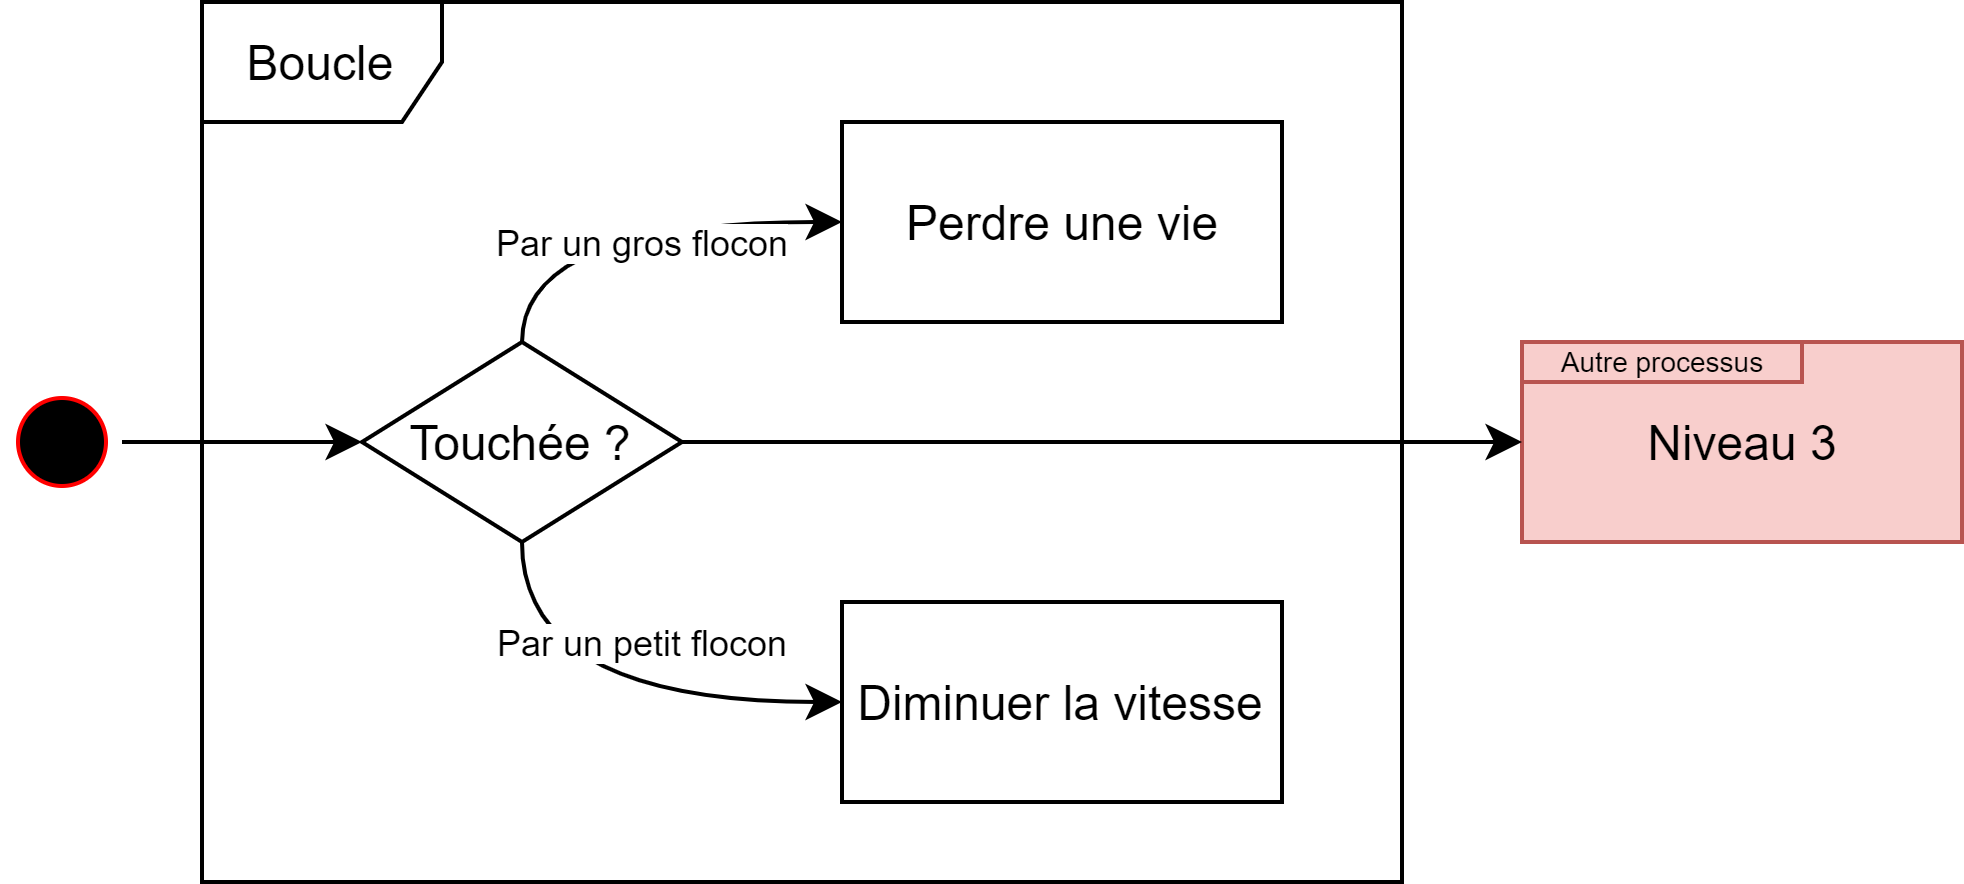 Boucle
Par un gros flocon
Perdre une vie
Touchée ?
Autre processus
Niveau 3
Par un petit flocon
Diminuer la vitesse